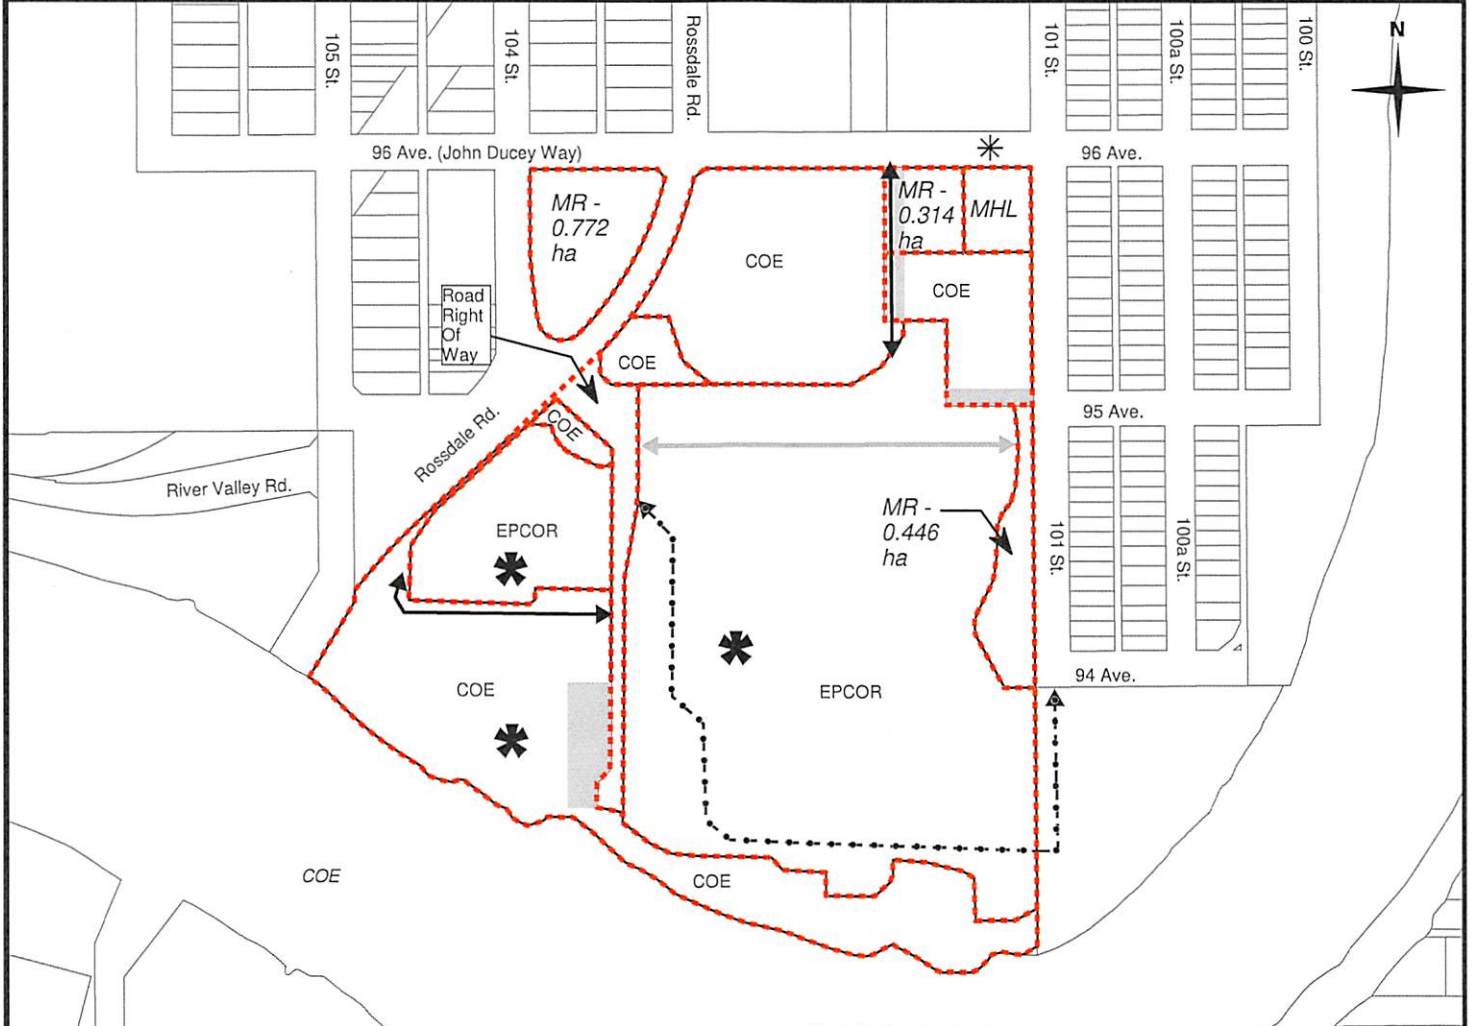 105 St.
104 St.
Rossdale Rd.
101 St.
100a St.
100 St.
N
96 Ave. (John Ducey Way)
96 Ave.
MR -
0.772
ha
MR -
0.314
ha
MHL
COE
COE
Road
Right
Of
Way
COE
COE
95 Ave.
Rossdale Rd.
River Valley Rd.
EPCOR
MR -
0.446
ha
101 St.
100a St.
94 Ave.
COE
EPCOR
COE
COE